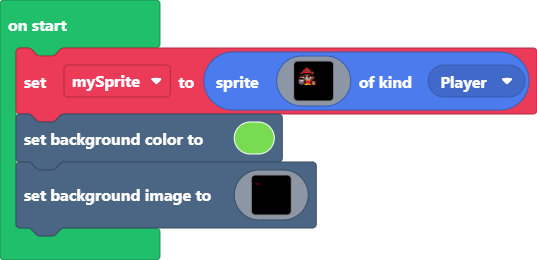 on start
set mySprite to sprite of kind Player
set background color to
set background image to